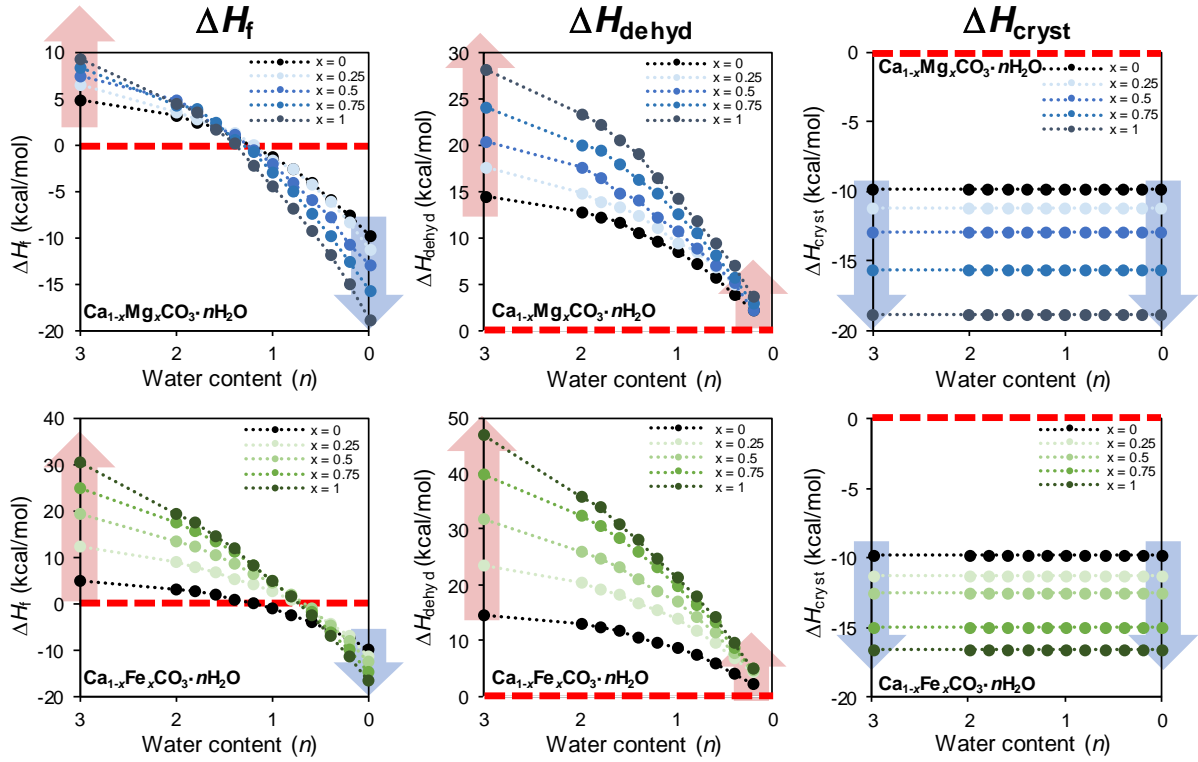 ΔHf
ΔHdehyd
ΔHcryst
ΔHf (kcal/mol)
10
5
0
-5
-10
-15
-20
x = 0
x = 0.25
x = 0.5
x = 0.75
x = 1
Ca1-xMgxCO3·nH2O
3
2
1
0
Water content (n)
ΔHdehyd (kcal/mol)
30
25
20
15
10
5
0
x = 0
x = 0.25
x = 0.5
x = 0.75
x = 1
Ca1-xMgxCO3·nH2O
3
2
1
0
Water content (n)
ΔHcryst (kcal/mol)
0
-5
-10
-15
-20
Ca1-xMgxCO3·nH2O
x = 0
x = 0.25
x = 0.5
x = 0.75
x = 1
3
2
1
0
Water content (n)
ΔHf (kcal/mol)
40
30
20
10
0
-10
-20
x = 0
x = 0.25
x = 0.5
x = 0.75
x = 1
Ca1-xFexCO3·nH2O
3
2
1
0
Water content (n)
ΔHdehyd (kcal/mol)
50
40
30
20
10
0
x = 0
x = 0.25
x = 0.5
x = 0.75
x = 1
Ca1-xFexCO3·nH2O
3
2
1
0
Water content (n)
ΔHcryst (kcal/mol)
0
-5
-10
-15
-20
x = 0
x = 0.25
x = 0.5
x = 0.75
x = 1
Ca1-xFexCO3·nH2O
3
2
1
0
Water content (n)